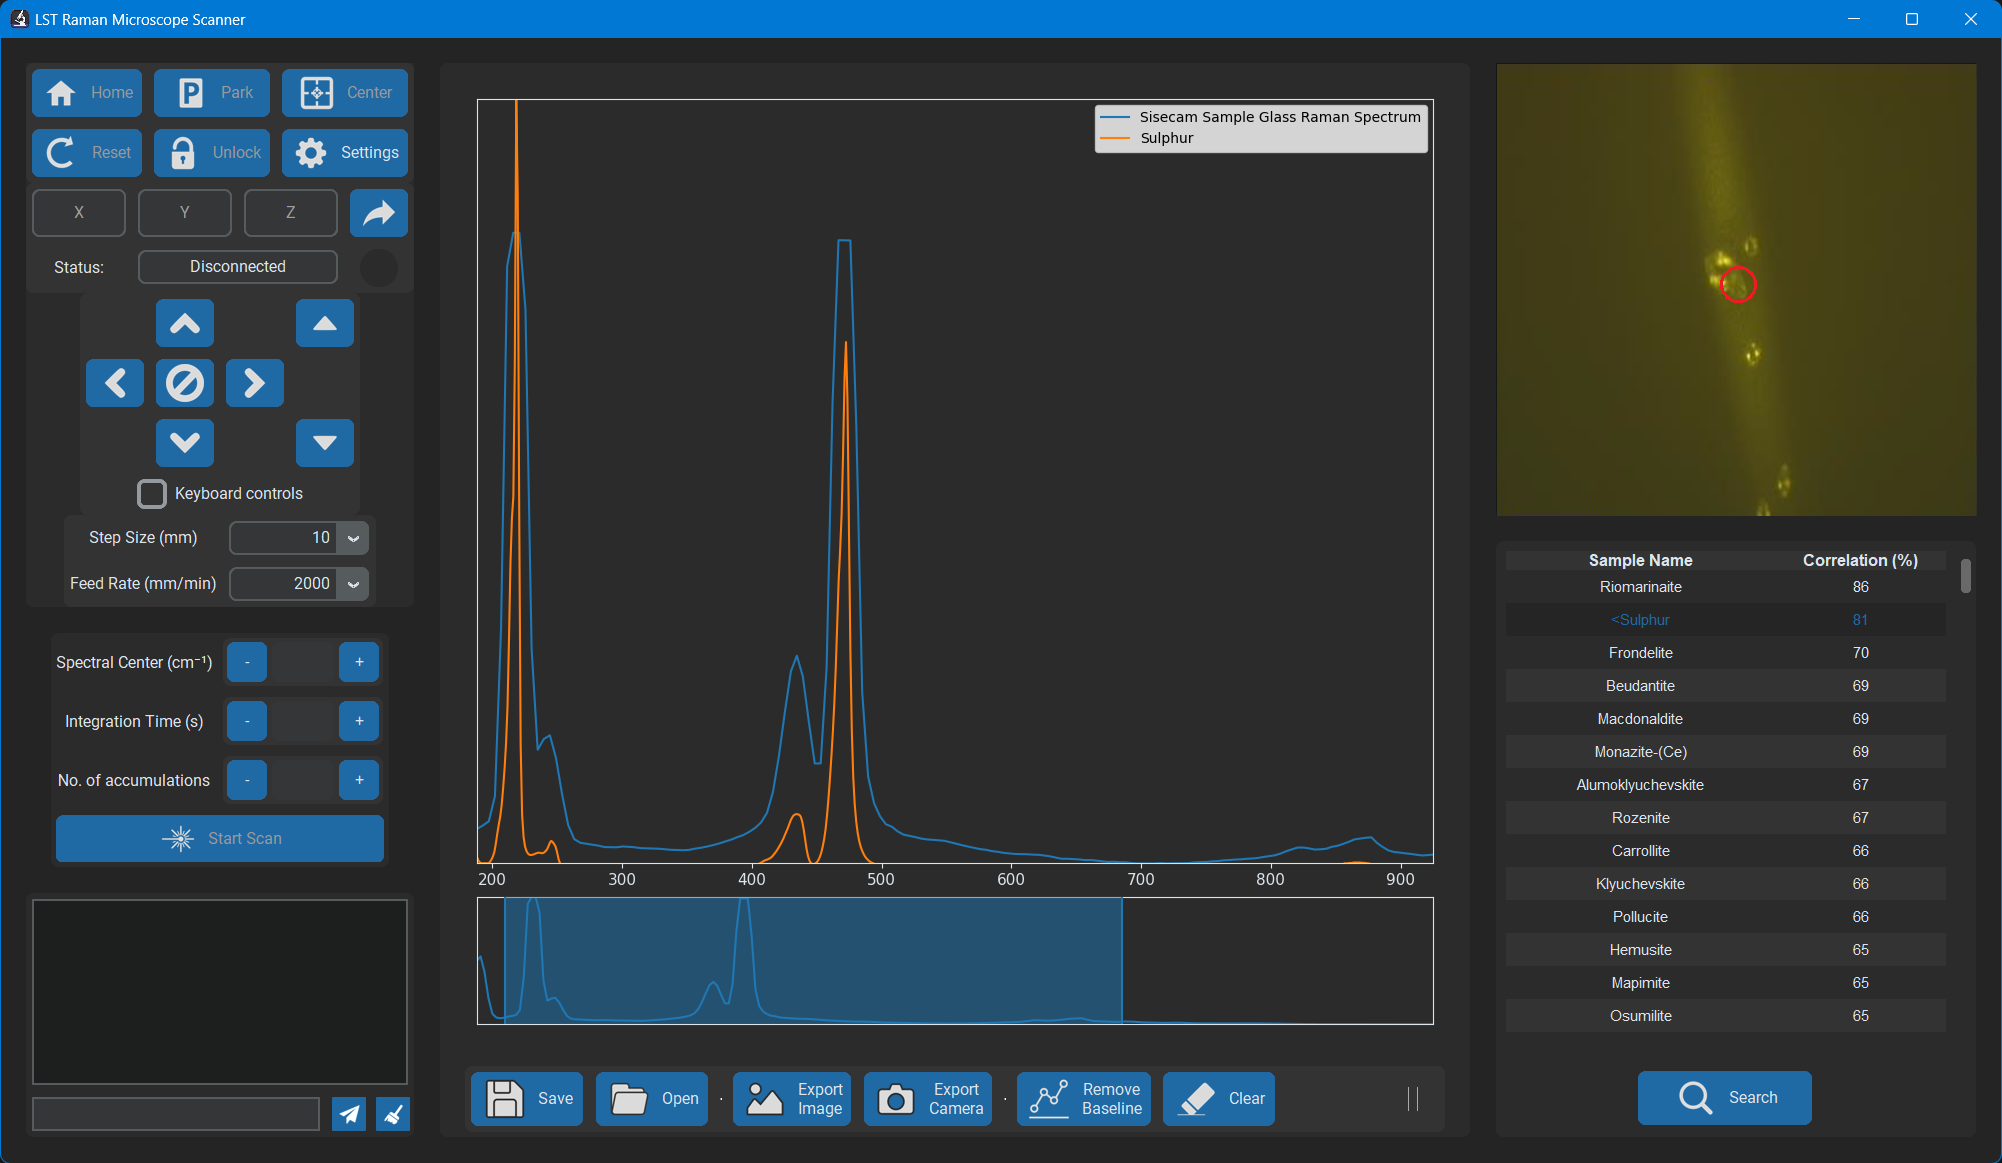 LST Raman Microscope Scanner
Home Park Center
Reset Unlock Settings
X Y Z
Status: Disconnected
Keyboard controls
Step Size (mm) 10
Feed Rate (mm/min) 2000
Spectral Center (cm⁻¹) - +
Integration Time (s) - +
No. of accumulations - +
Start Scan
Sisecam Sample Glass Raman Spectrum
Sulphur
200 300 400 500 600 700 800 900
Save Open Export Image Export Camera Remove Baseline Clear
Sample Name Correlation (%)
Riomarinaite 86
<Sulphur 81
Frondelite 70
Beudantite 69
Macdonaldite 69
Monazite-(Ce) 69
Alumoklyuchevskite 67
Rozenite 67
Carrollite 66
Klyuchevskite 66
Pollucite 66
Hemusite 65
Mapimite 65
Osumilite 65
Search